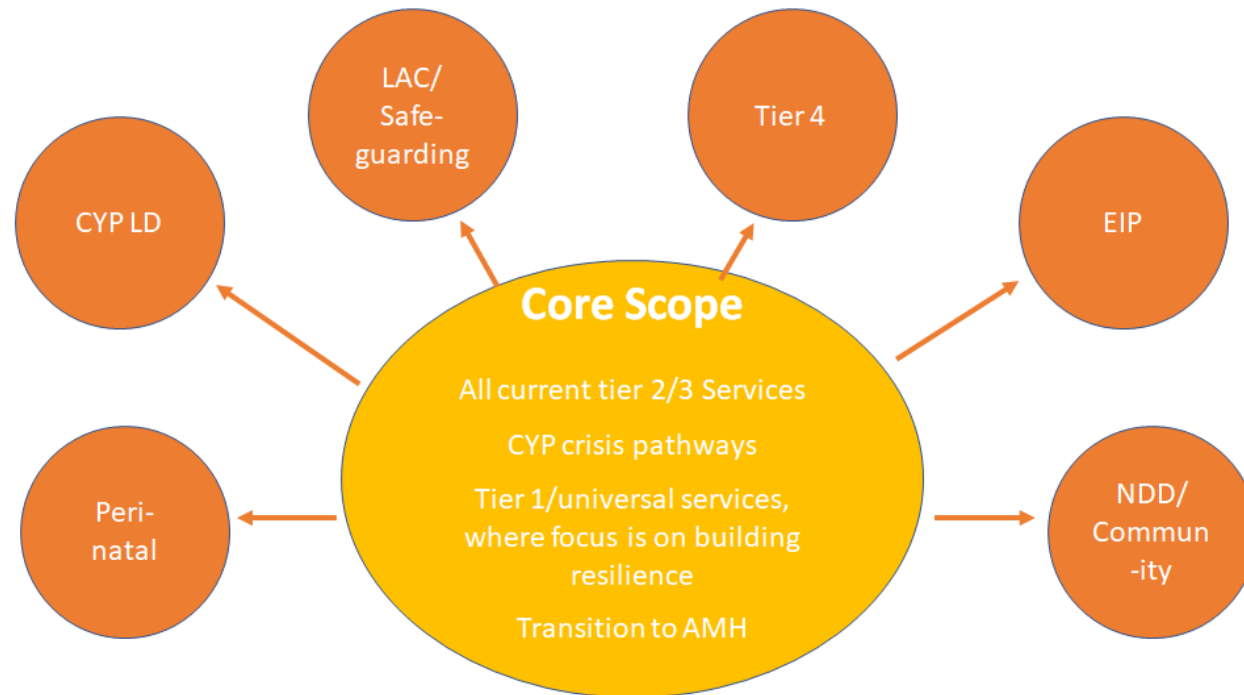 LAC/
Safe-
guarding
Tier 4
CYP LD
EIP
Core Scope
All current tier 2/3 Services
CYP crisis pathways
Tier 1/universal services,
where focus is on building
resilience
Transition to AMH
Peri-
natal
NDD/
Commun
-ity